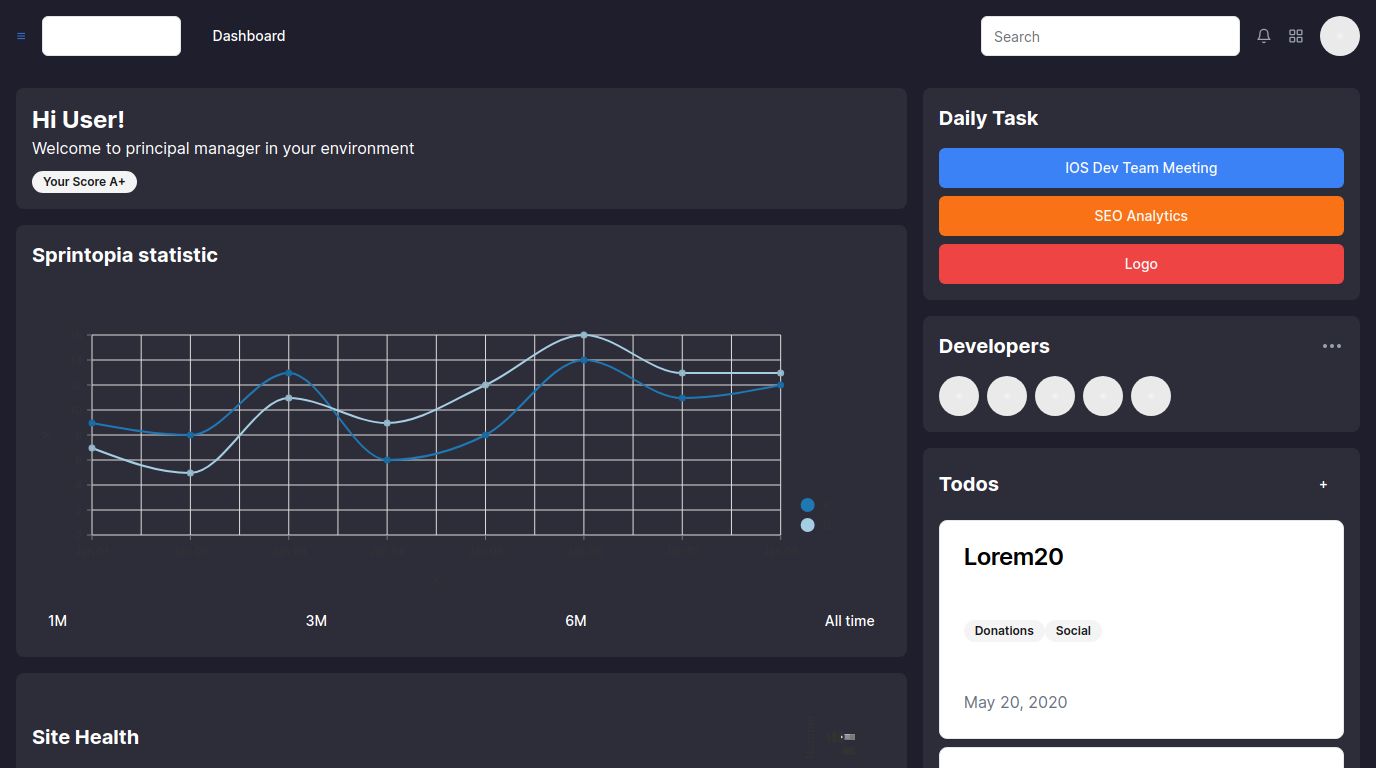 Dashboard
Search
Hi User!
Welcome to principal manager in your environment
Your Score A+
Sprintopia statistic
1M
3M
6M
All time
Site Health
Daily Task
IOS Dev Team Meeting
SEO Analytics
Logo
Developers
Todos
+
Lorem20
Donations
Social
May 20, 2020